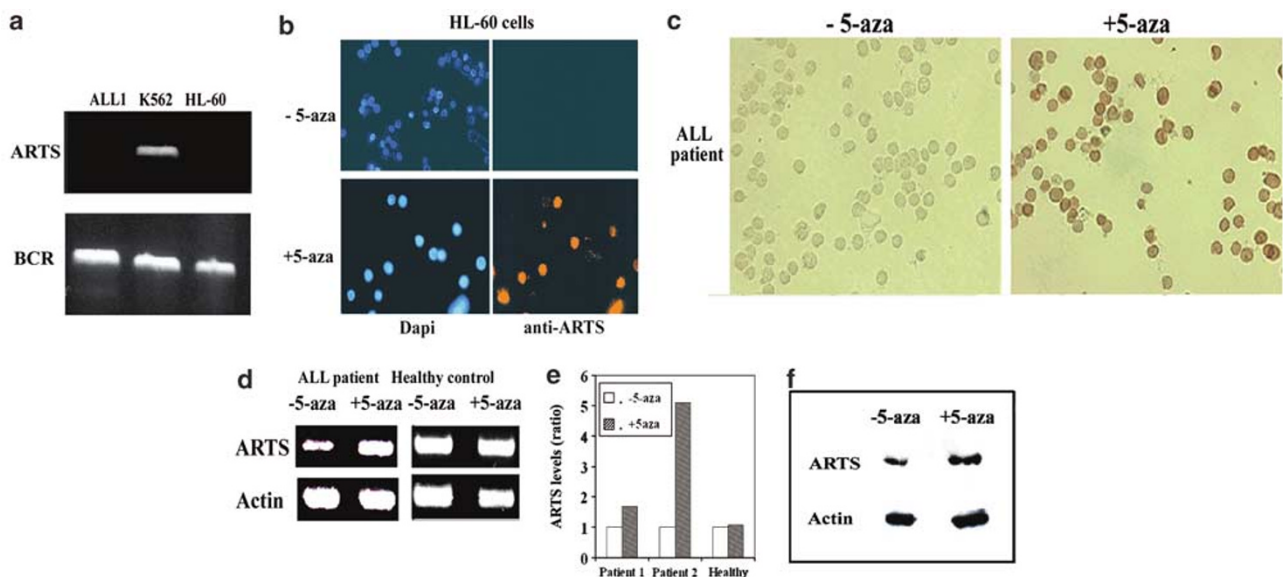 a
ALL1 K562 HL-60
ARTS
BCR
b
HL-60 cells
- 5-aza
+5-aza
Dapi
anti-ARTS
c
- 5-aza
+5-aza
ALL
patient
d
ALL patient
Healthy control
-5-aza +5-aza
-5-aza +5-aza
ARTS
Actin
e
6
5
4
3
2
1
0
ARTS levels (ratio)
. -5-aza
. +5aza
Patient 1
Patient 2
Healthy
f
-5-aza
+5-aza
ARTS
Actin